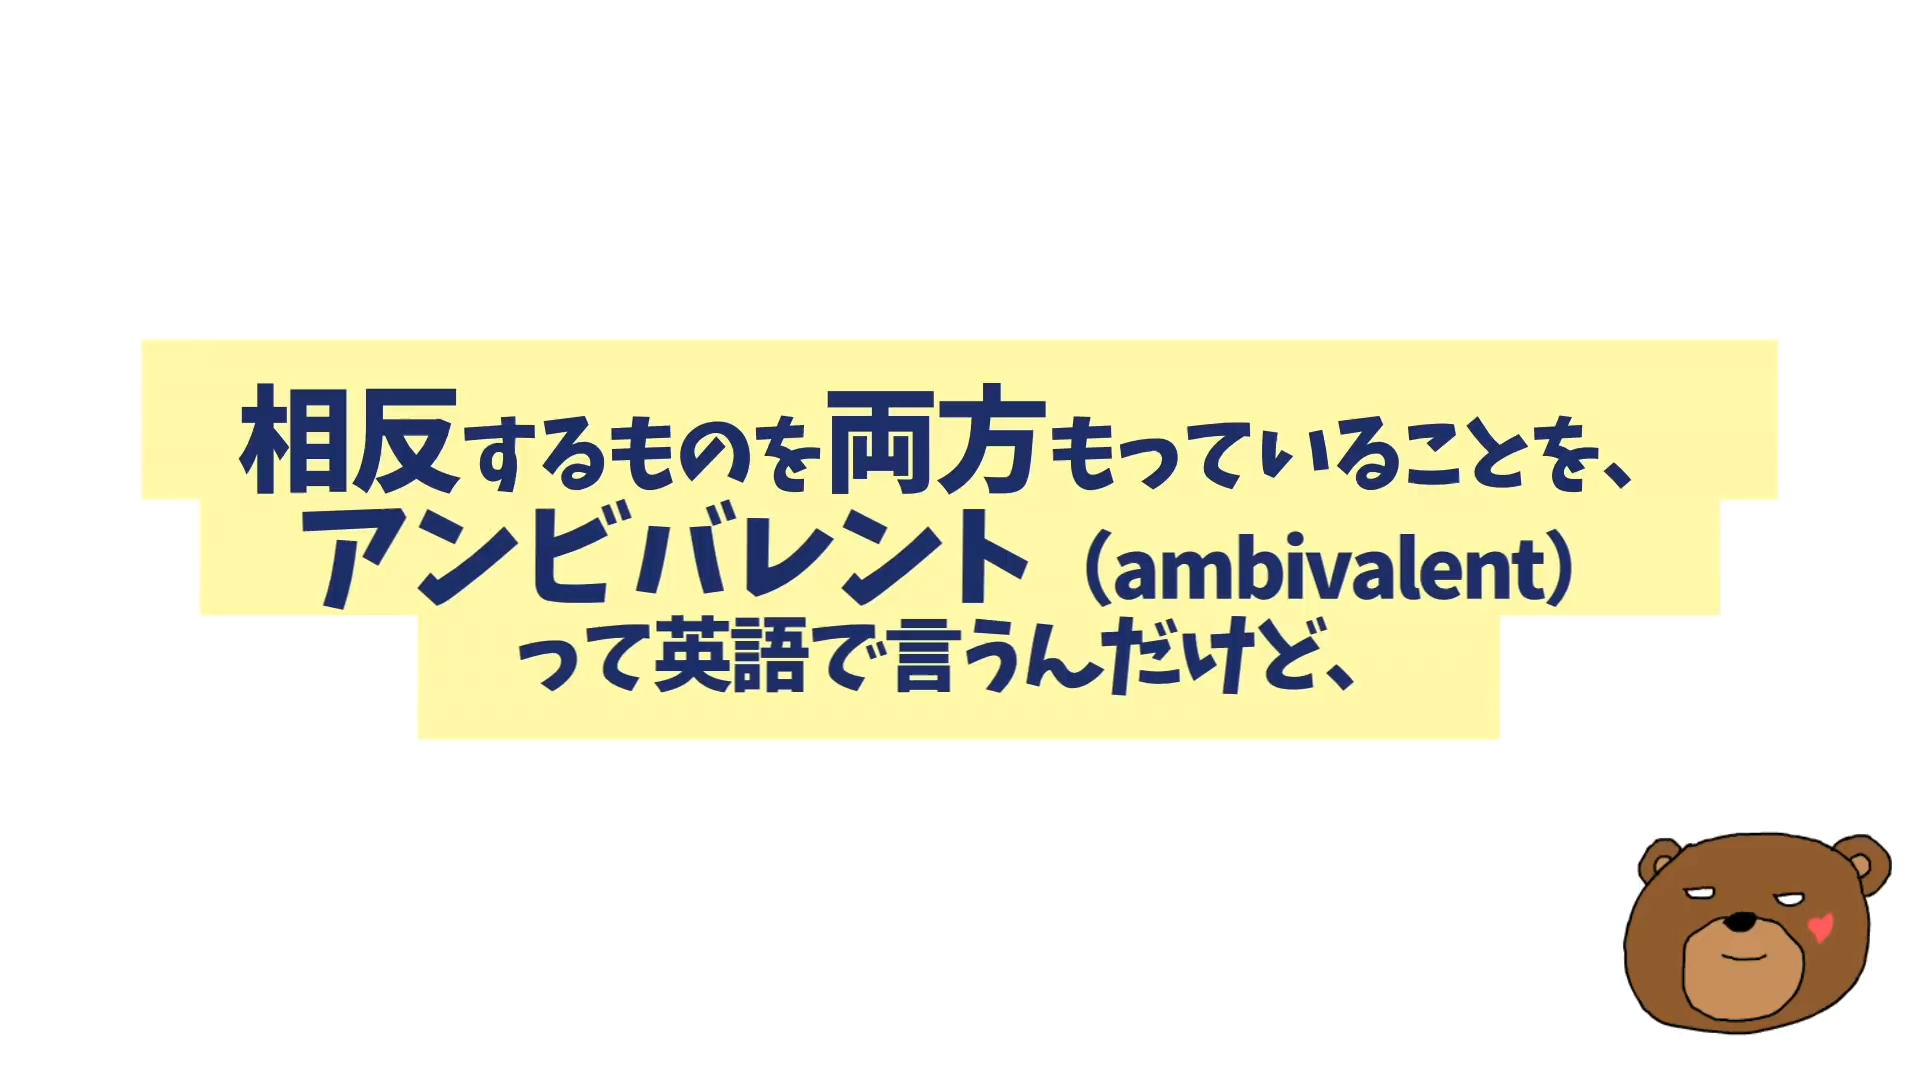 相反するものを両方もっていることを、
アンビバレント（ambivalent）
って英語で言うんだけど、